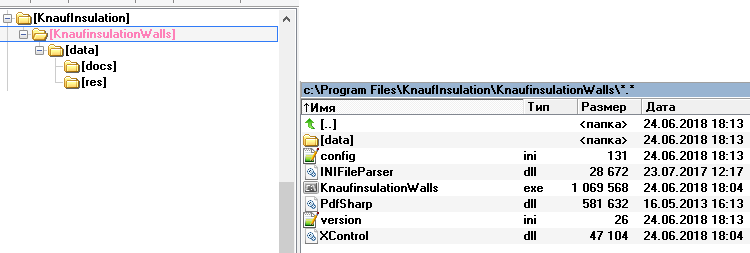 [KnaufInsulation]
[KnaufinsulationWalls]
[data]
[docs]
[res]
c:\Program Files\KnaufInsulation\KnaufinsulationWalls\*.*
↑Имя Тип Размер Дата
[..] <папка> 24.06.2018 18:13
[data] <папка> 24.06.2018 18:13
config ini 131 24.06.2018 18:13
INIFileParser dll 28 672 23.07.2017 12:17
KnaufinsulationWalls exe 1 069 568 24.06.2018 18:04
PdfSharp dll 581 632 16.05.2013 16:13
version ini 26 24.06.2018 18:13
XControl dll 47 104 24.06.2018 18:04